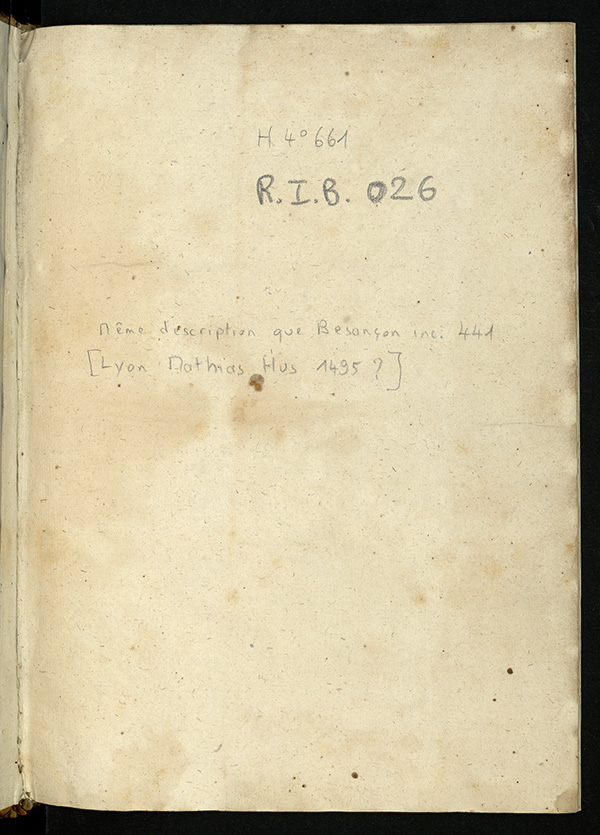 H. 4° 661
R.I.B. 026
Même description que Besançon inc. 441
[Lyon Mathias Hus 1495 ?]